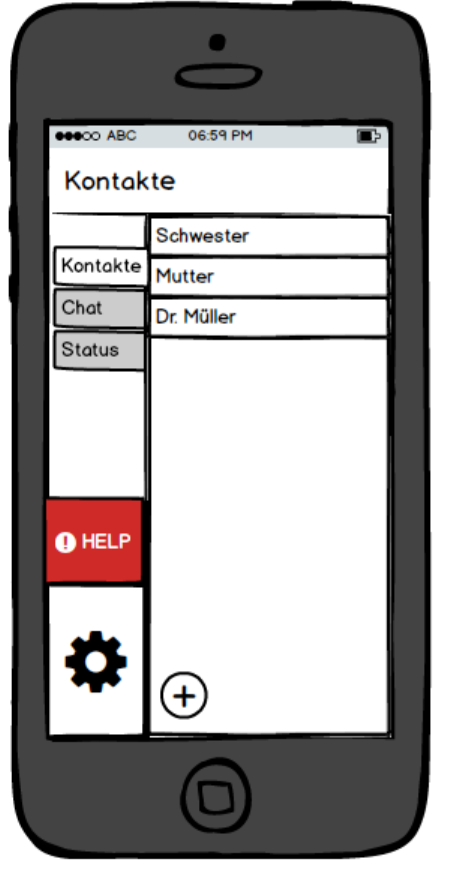 ABC 06:59 PM
Kontakte
Schwester
Kontakte
Mutter
Chat
Dr. Müller
Status
HELP